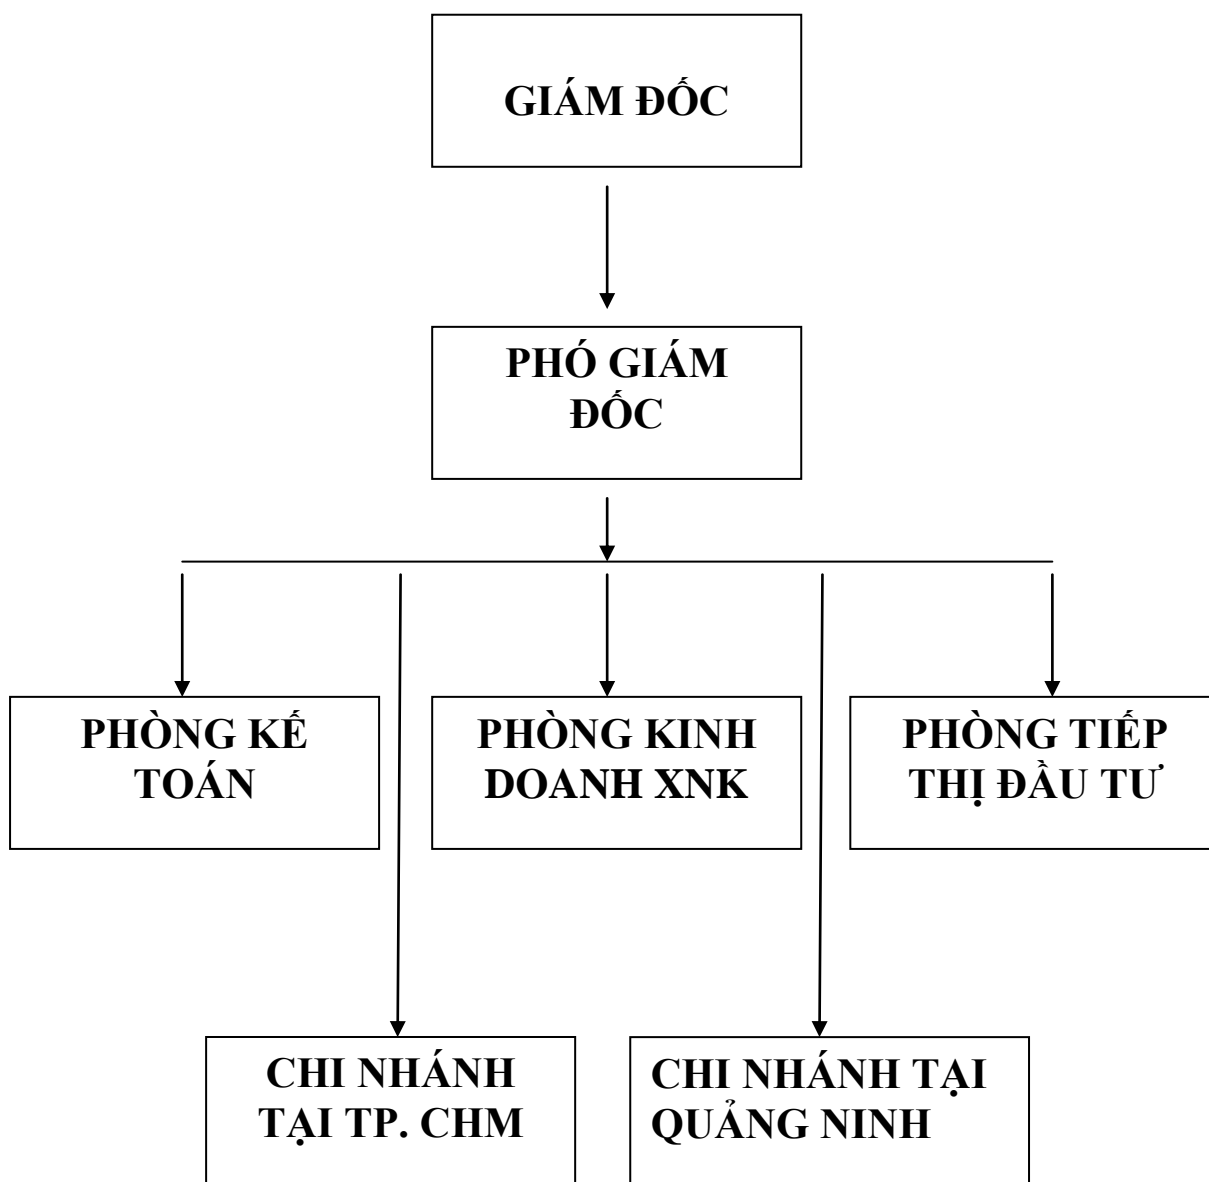 GIÁM ĐỐC
PHÓ GIÁM
ĐỐC
PHÒNG KẾ
TOÁN
PHÒNG KINH
DOANH XNK
PHÒNG TIẾP
THỊ ĐẦU TƯ
CHI NHÁNH
TẠI TP. CHM
CHI NHÁNH TẠI
QUẢNG NINH